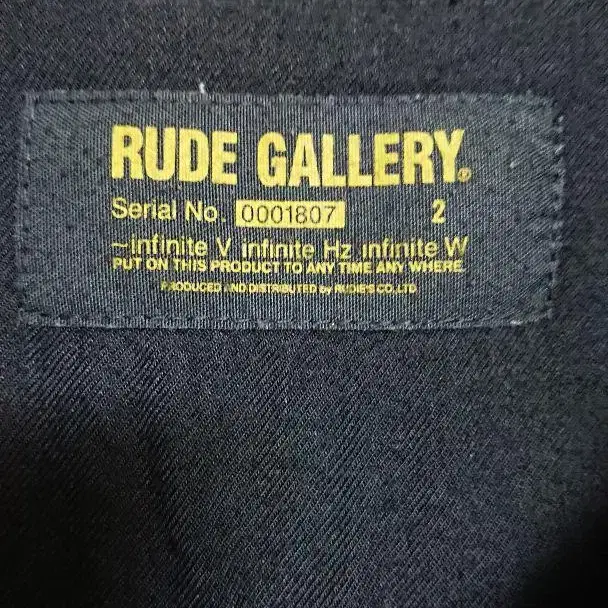 RUDE GALLERY®
Serial No. 0001807 2
~infinite V infinite Hz infinite W
PUT ON THIS PRODUCT TO ANY TIME ANY WHERE.
PRODUCED AND DISTRIBUTED by RUDIE'S CO.,LTD.